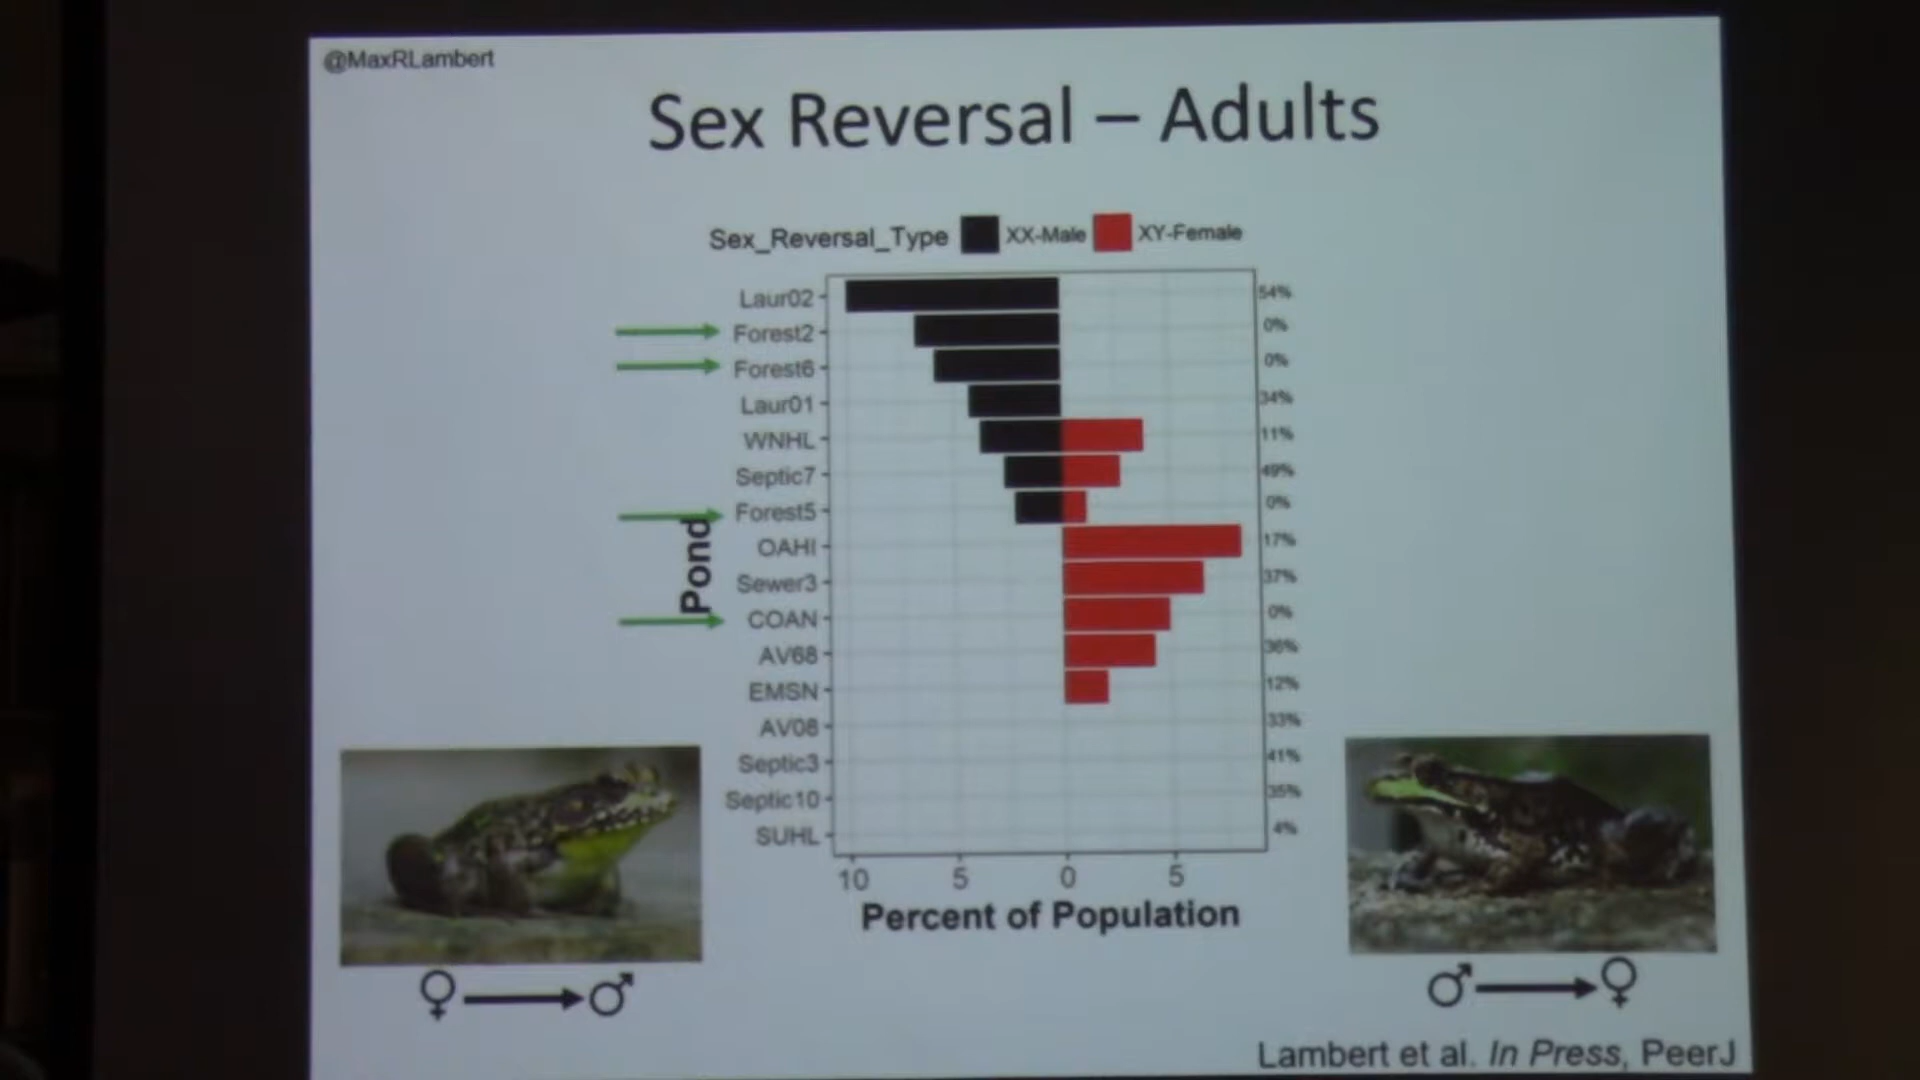 @MaxRLambert
Sex Reversal – Adults
Sex_Reversal_Type XX-Male XY-Female
Laur02 54%
Forest2 0%
Forest6 0%
Laur01 34%
WNHL 11%
Septic7 49%
Forest5 0%
OAHI 17%
Sewer3 37%
COAN 0%
AV68 36%
EMSN 12%
AV08 33%
Septic3 41%
Septic10 35%
SUHL 4%
Pond
10 5 0 5
Percent of Population
♀ → ♂
♂ → ♀
Lambert et al. In Press, PeerJ